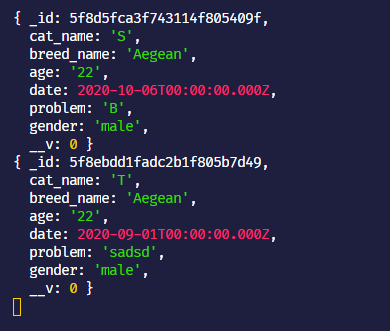 { _id: 5f8d5fca3f743114f805409f,
cat_name: 'S',
breed_name: 'Aegean',
age: '22',
date: 2020-10-06T00:00:00.000Z,
problem: 'B',
gender: 'male',
__v: 0 }
{ _id: 5f8ebdd1fadc2b1f805b7d49,
cat_name: 'T',
breed_name: 'Aegean',
age: '22',
date: 2020-09-01T00:00:00.000Z,
problem: 'sadsd',
gender: 'male',
__v: 0 }